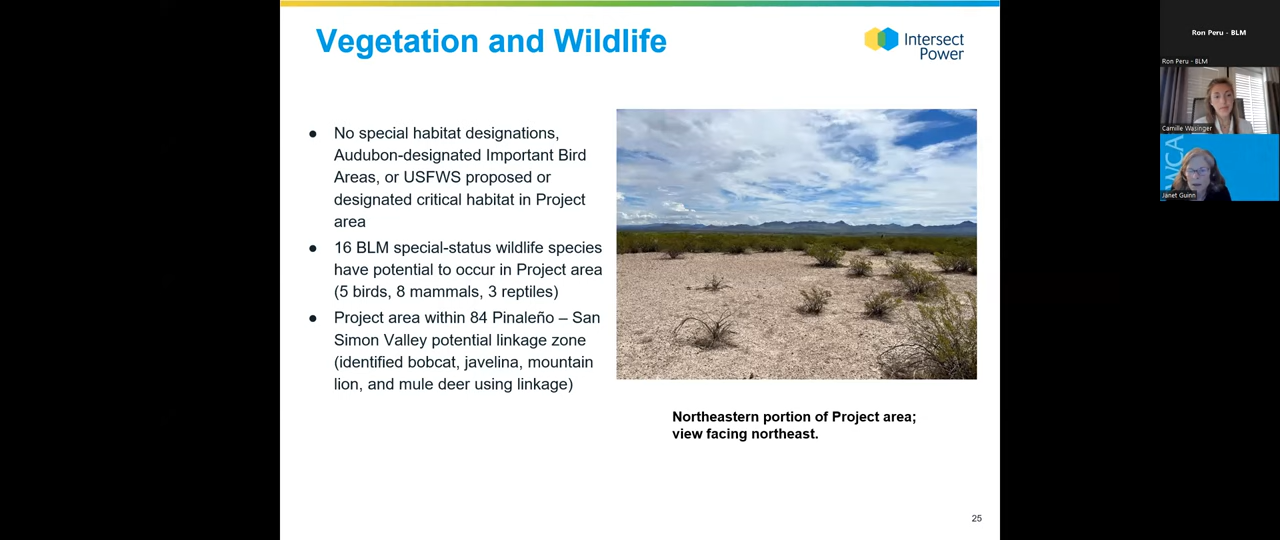 Vegetation and Wildlife
Intersect
Power
● No special habitat designations,
Audubon-designated Important Bird
Areas, or USFWS proposed or
designated critical habitat in Project
area
● 16 BLM special-status wildlife species
have potential to occur in Project area
(5 birds, 8 mammals, 3 reptiles)
● Project area within 84 Pinaleño – San
Simon Valley potential linkage zone
(identified bobcat, javelina, mountain
lion, and mule deer using linkage)
Northeastern portion of Project area;
view facing northeast.
25
Ron Peru - BLM
Ron Peru - BLM
Camille Wasinger
WCA
Janet Guinn